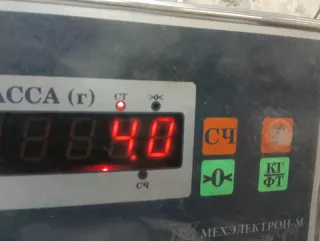 АССА (г) СТ >0<
4.0
СЧ
СЧ
>0< КГ
ФТ
МЕХЭЛЕКТРОН-М